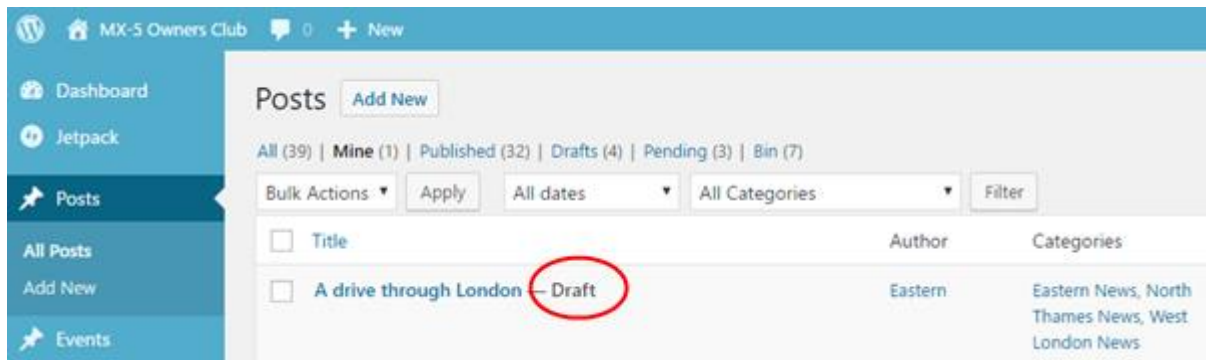 MX-5 Owners Club 0 + New
Dashboard
Jetpack
Posts
All Posts
Add New
Events
Posts Add New
All (39) | Mine (1) | Published (32) | Drafts (4) | Pending (3) | Bin (7)
Bulk Actions Apply All dates All Categories Filter
Title Author Categories
A drive through London — Draft Eastern Eastern News, North
Thames News, West
London News